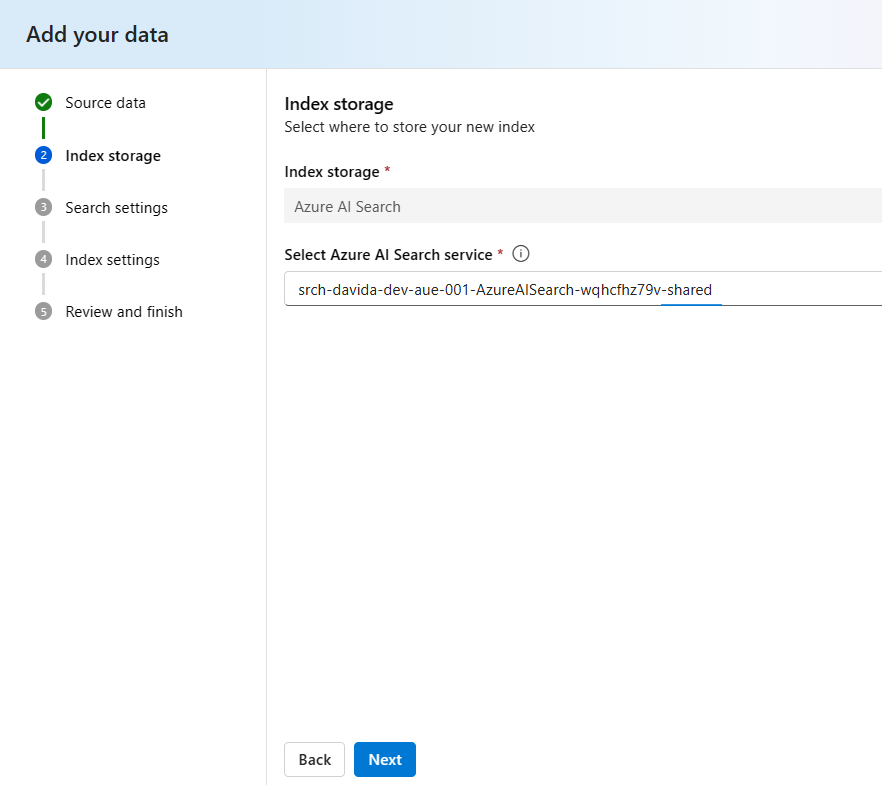 Add your data
Source data
2 Index storage
3 Search settings
4 Index settings
5 Review and finish
Index storage
Select where to store your new index
Index storage *
Azure AI Search
Select Azure AI Search service *
srch-davida-dev-aue-001-AzureAISearch-wqhcfhz79v-shared
Back
Next